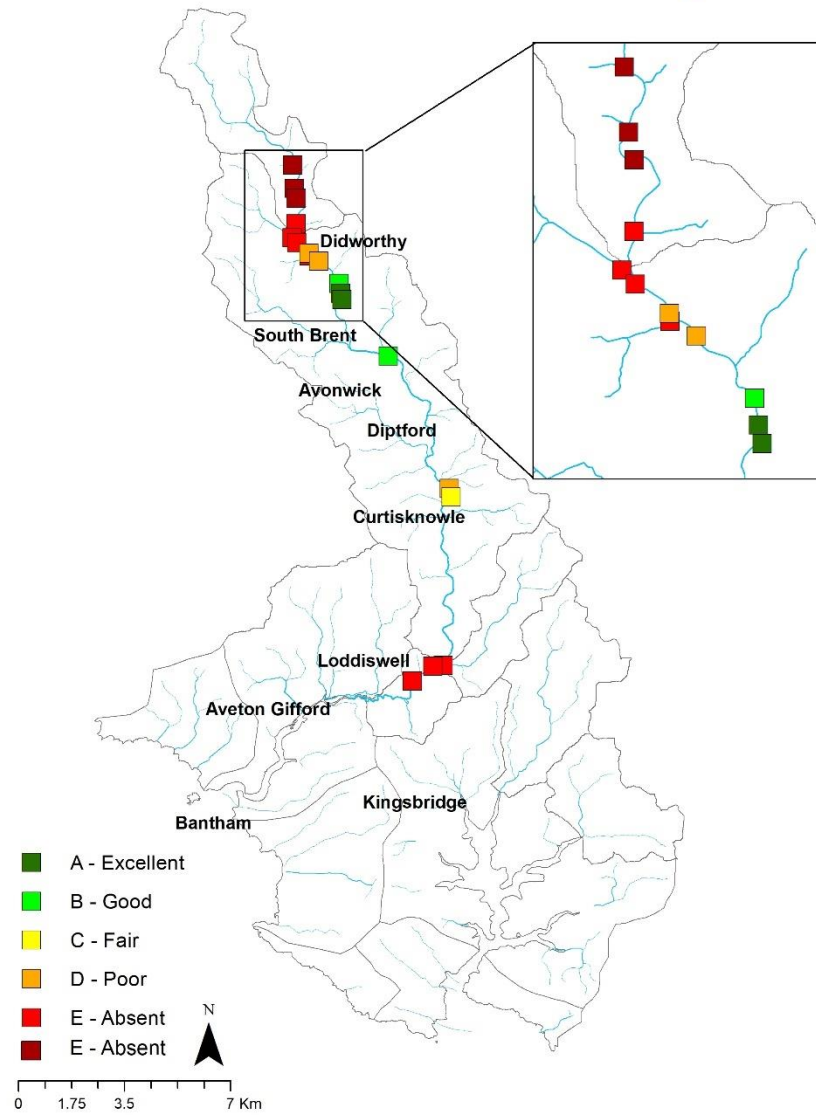 Didworthy
South Brent
Avonwick
Diptford
Curtisknowle
Loddiswell
Aveton Gifford
Kingsbridge
Bantham
A - Excellent
B - Good
C - Fair
D - Poor
E - Absent
E - Absent
N
0 1.75 3.5 7 Km